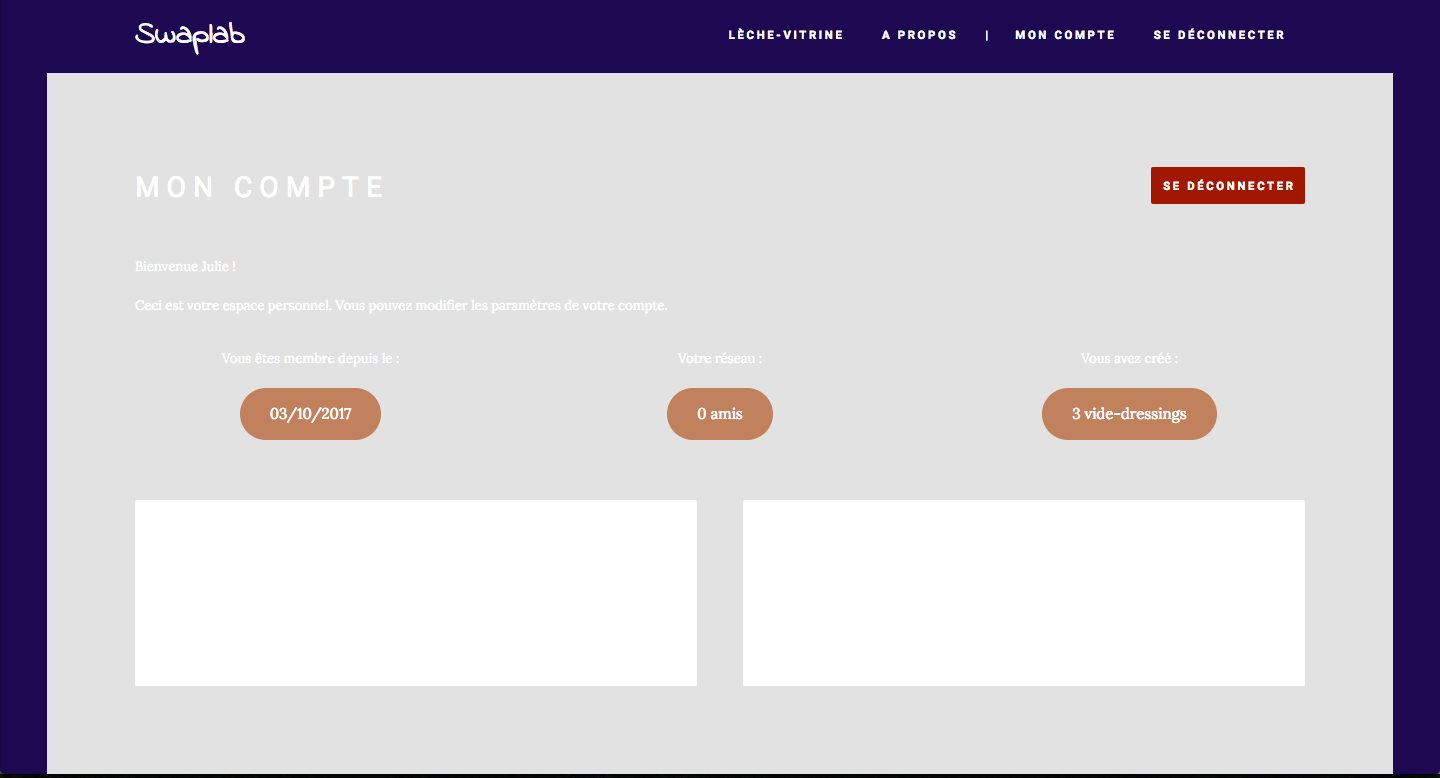 Swaplab
LÈCHE-VITRINE A PROPOS | MON COMPTE SE DÉCONNECTER
MON COMPTE
SE DÉCONNECTER
Bienvenue Julie !
Ceci est votre espace personnel. Vous pouvez modifier les paramètres de votre compte.
Vous êtes membre depuis le :
03/10/2017
Votre réseau :
0 amis
Vous avez créé :
3 vide-dressings